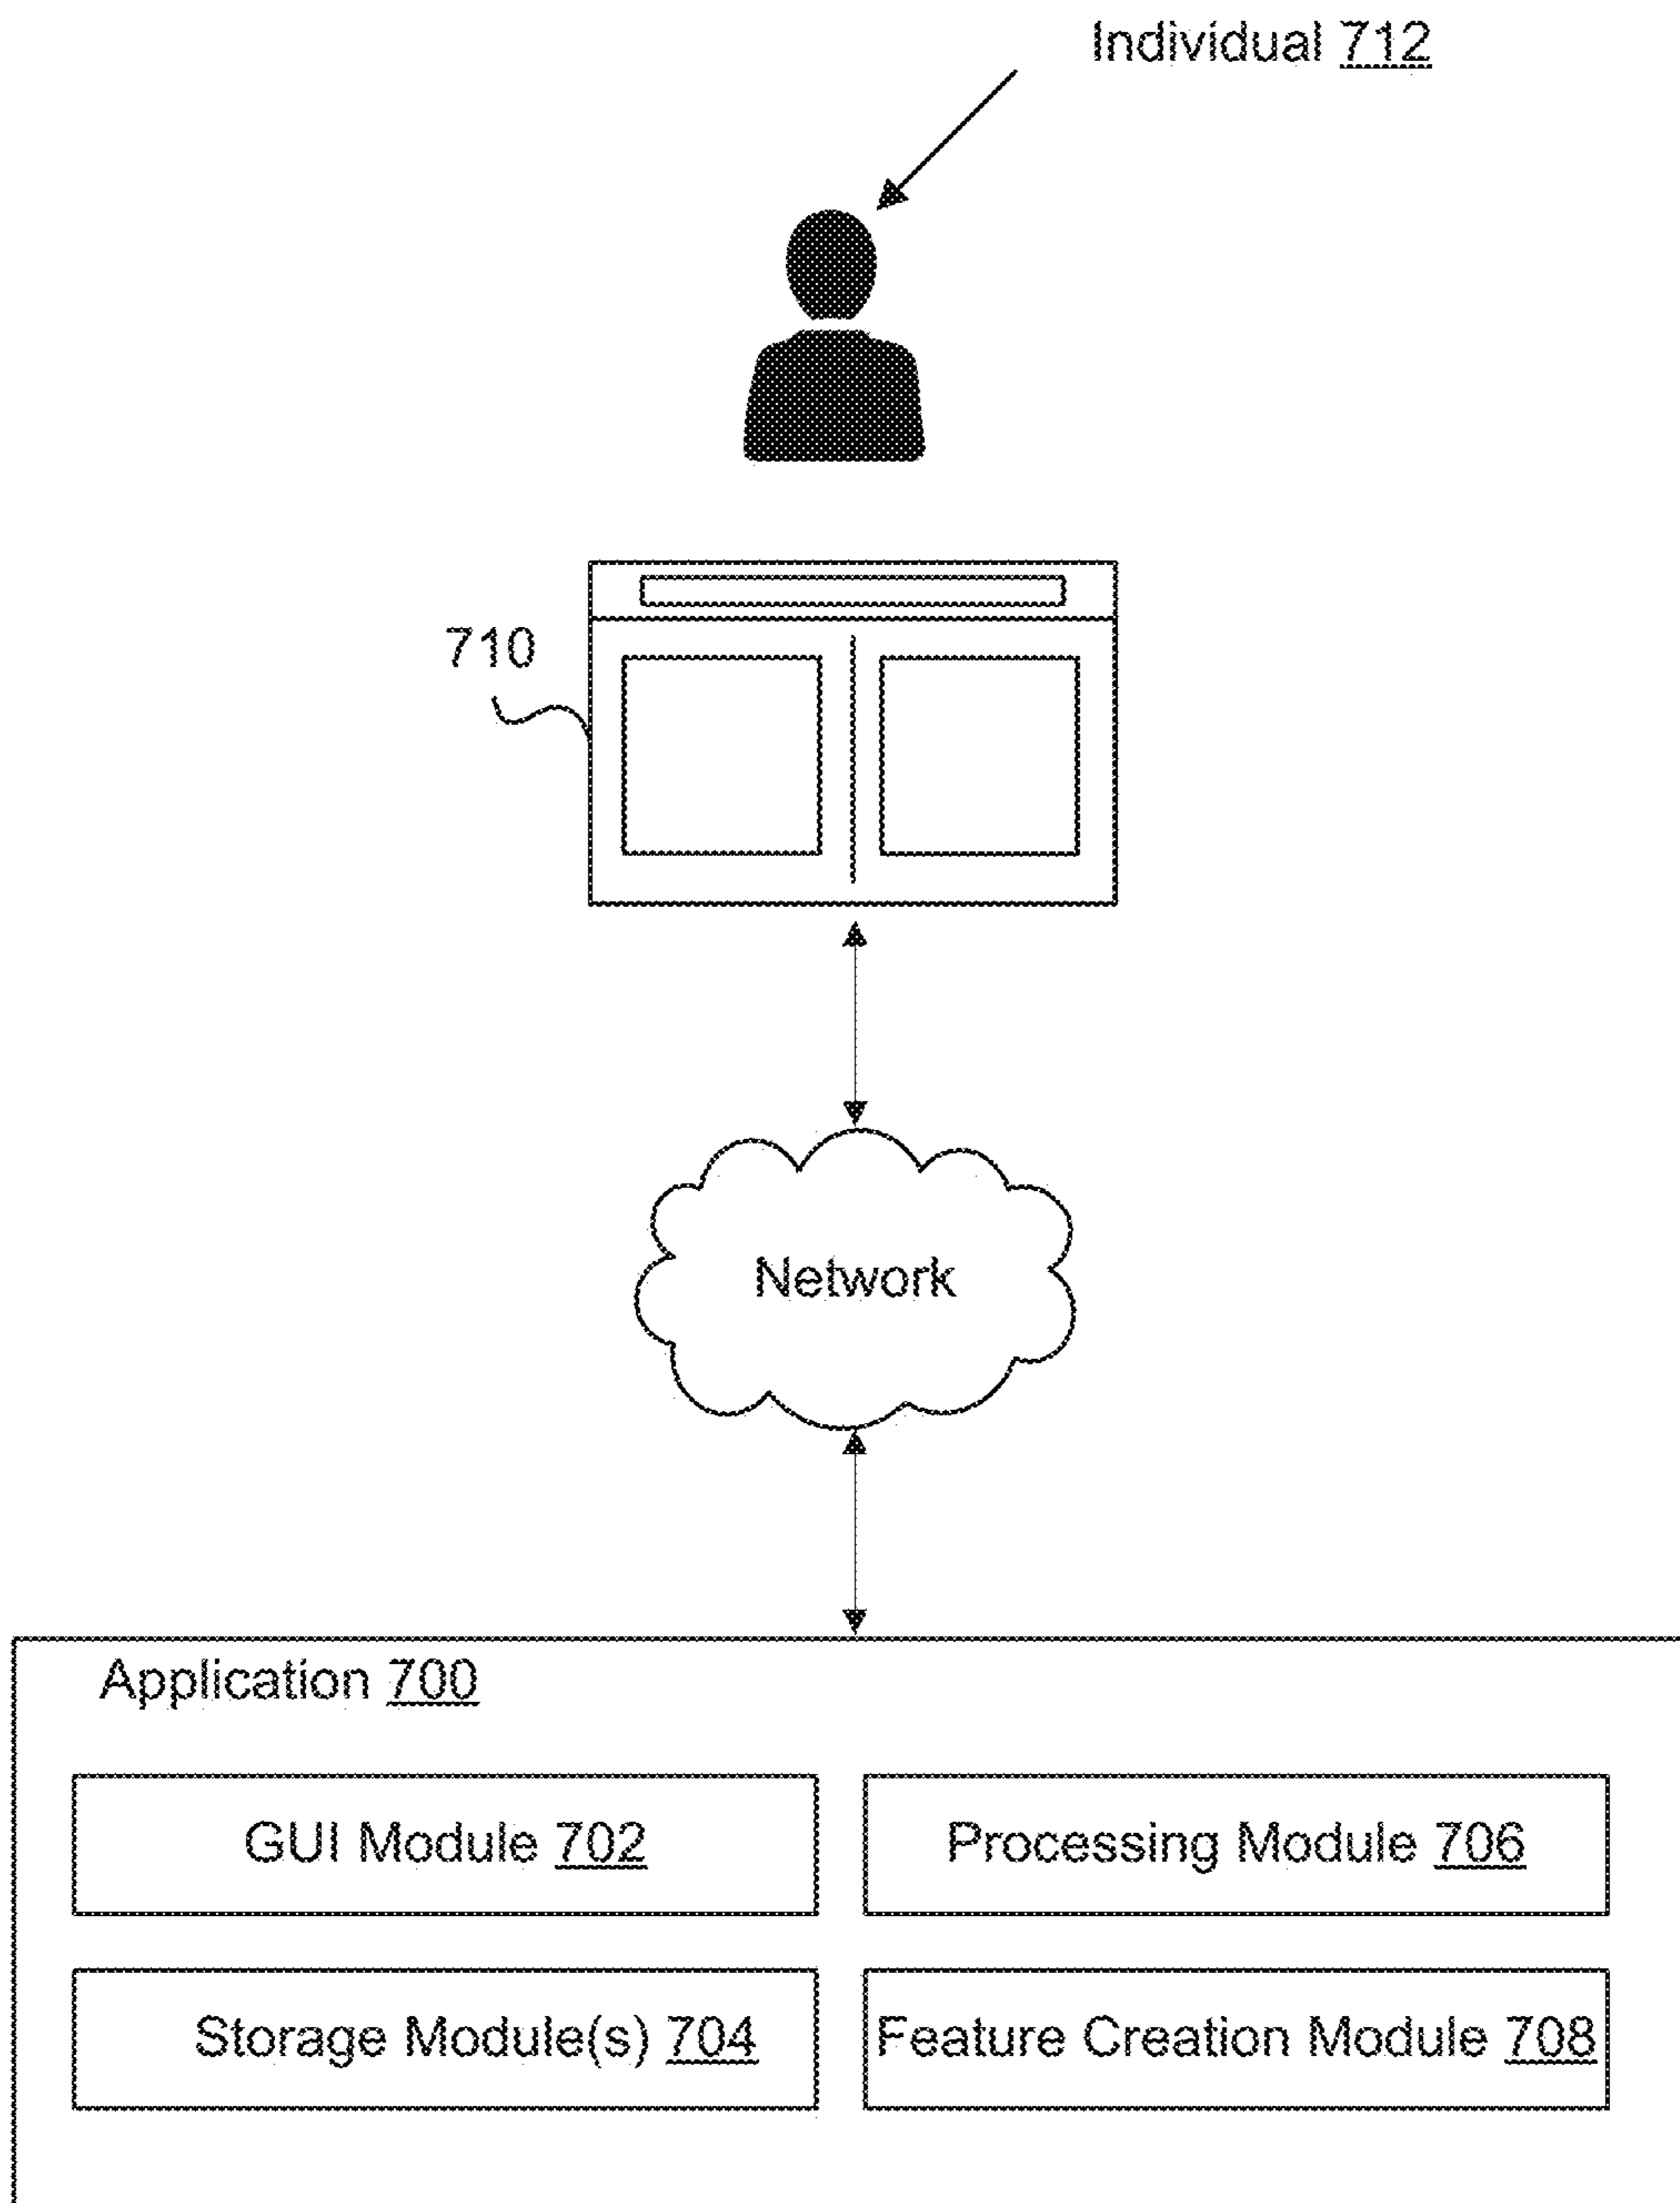 Individual 712
710
Network
Application 700
GUI Module 702
Processing Module 706
Storage Module(s) 704
Feature Creation Module 708